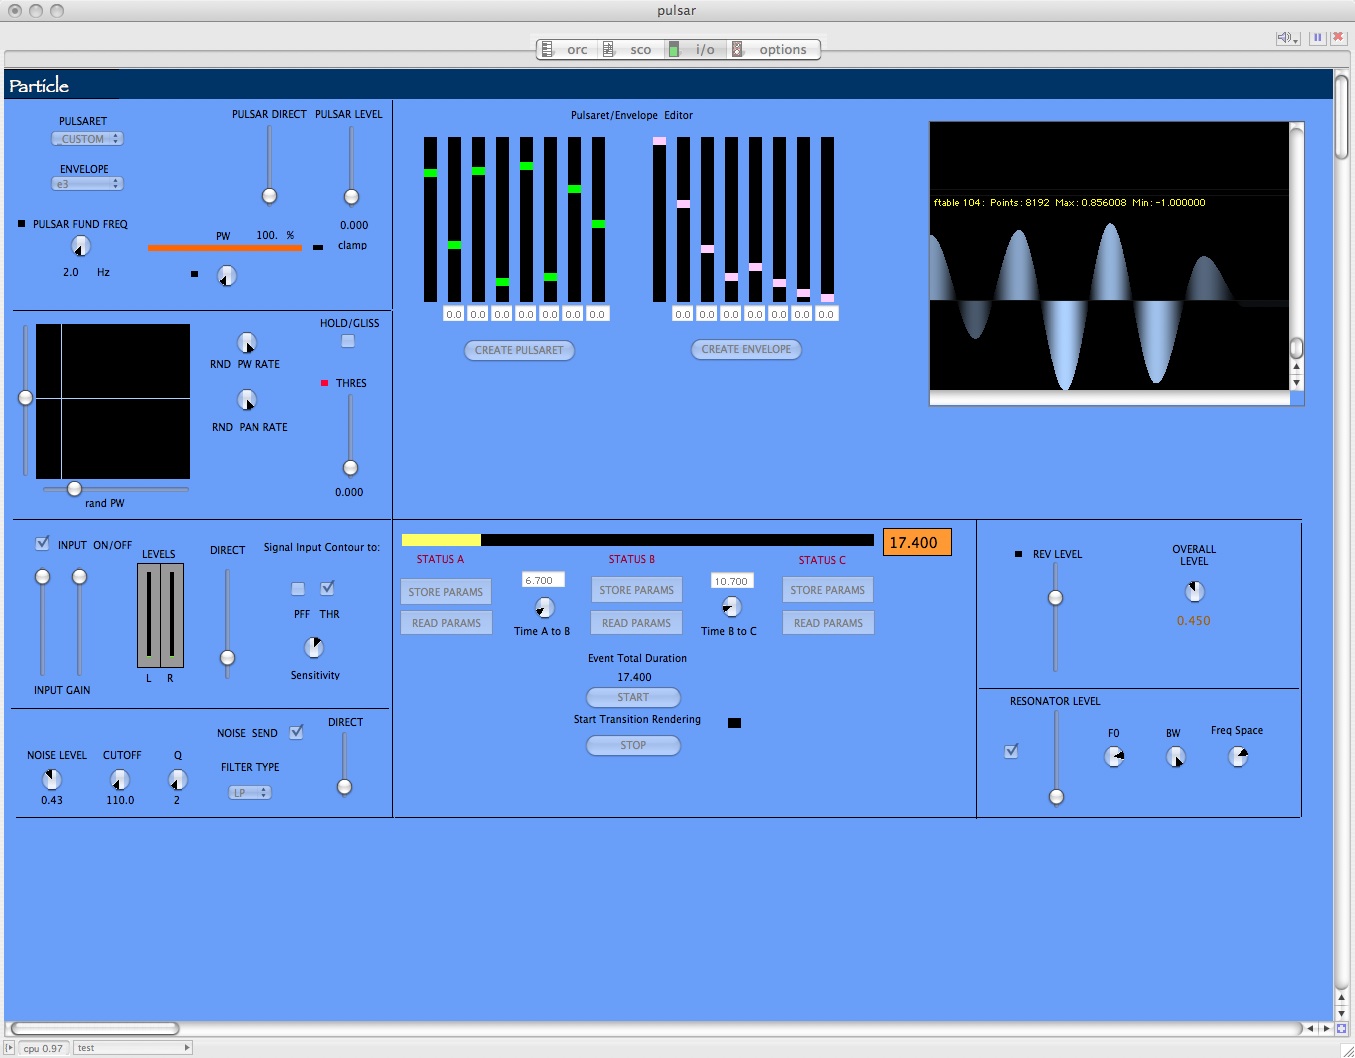 pulsar
orc sco i/o options
Particle
PULSARET
_CUSTOM
ENVELOPE
e3
PULSAR DIRECT PULSAR LEVEL
0.000
PULSAR FUND FREQ
2.0 Hz
PW 100. %
clamp
Pulsaret/Envelope Editor
0.0 0.0 0.0 0.0 0.0 0.0 0.0
0.0 0.0 0.0 0.0 0.0 0.0 0.0
CREATE PULSARET
CREATE ENVELOPE
ftable 104: Points: 8192 Max: 0.856008 Min: -1.000000
HOLD/GLISS
RND PW RATE
THRES
RND PAN RATE
0.000
rand PW
INPUT ON/OFF
LEVELS
DIRECT
Signal Input Contour to:
PFF THR
Sensitivity
L R
INPUT GAIN
17.400
STATUS A
STATUS B
STATUS C
STORE PARAMS
6.700
STORE PARAMS
10.700
STORE PARAMS
READ PARAMS
Time A to B
READ PARAMS
Time B to C
READ PARAMS
Event Total Duration
17.400
START
Start Transition Rendering
STOP
REV LEVEL
OVERALL
LEVEL
0.450
RESONATOR LEVEL
F0 BW Freq Space
NOISE SEND
DIRECT
NOISE LEVEL CUTOFF Q
FILTER TYPE
LP
0.43 110.0 2
cpu 0.97 test